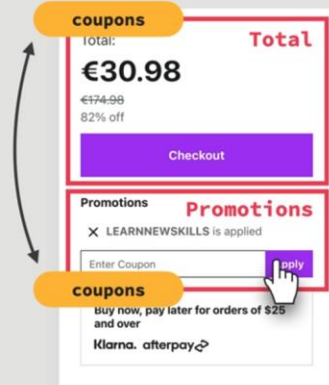 coupons
Total:
Total
€30.98
€174.98
82% off
Checkout
Promotions
Promotions
LEARNNEWSKILLS is applied
Enter Coupon
Apply
coupons
Buy now, pay later for orders of $25
and over
Klarna. afterpay